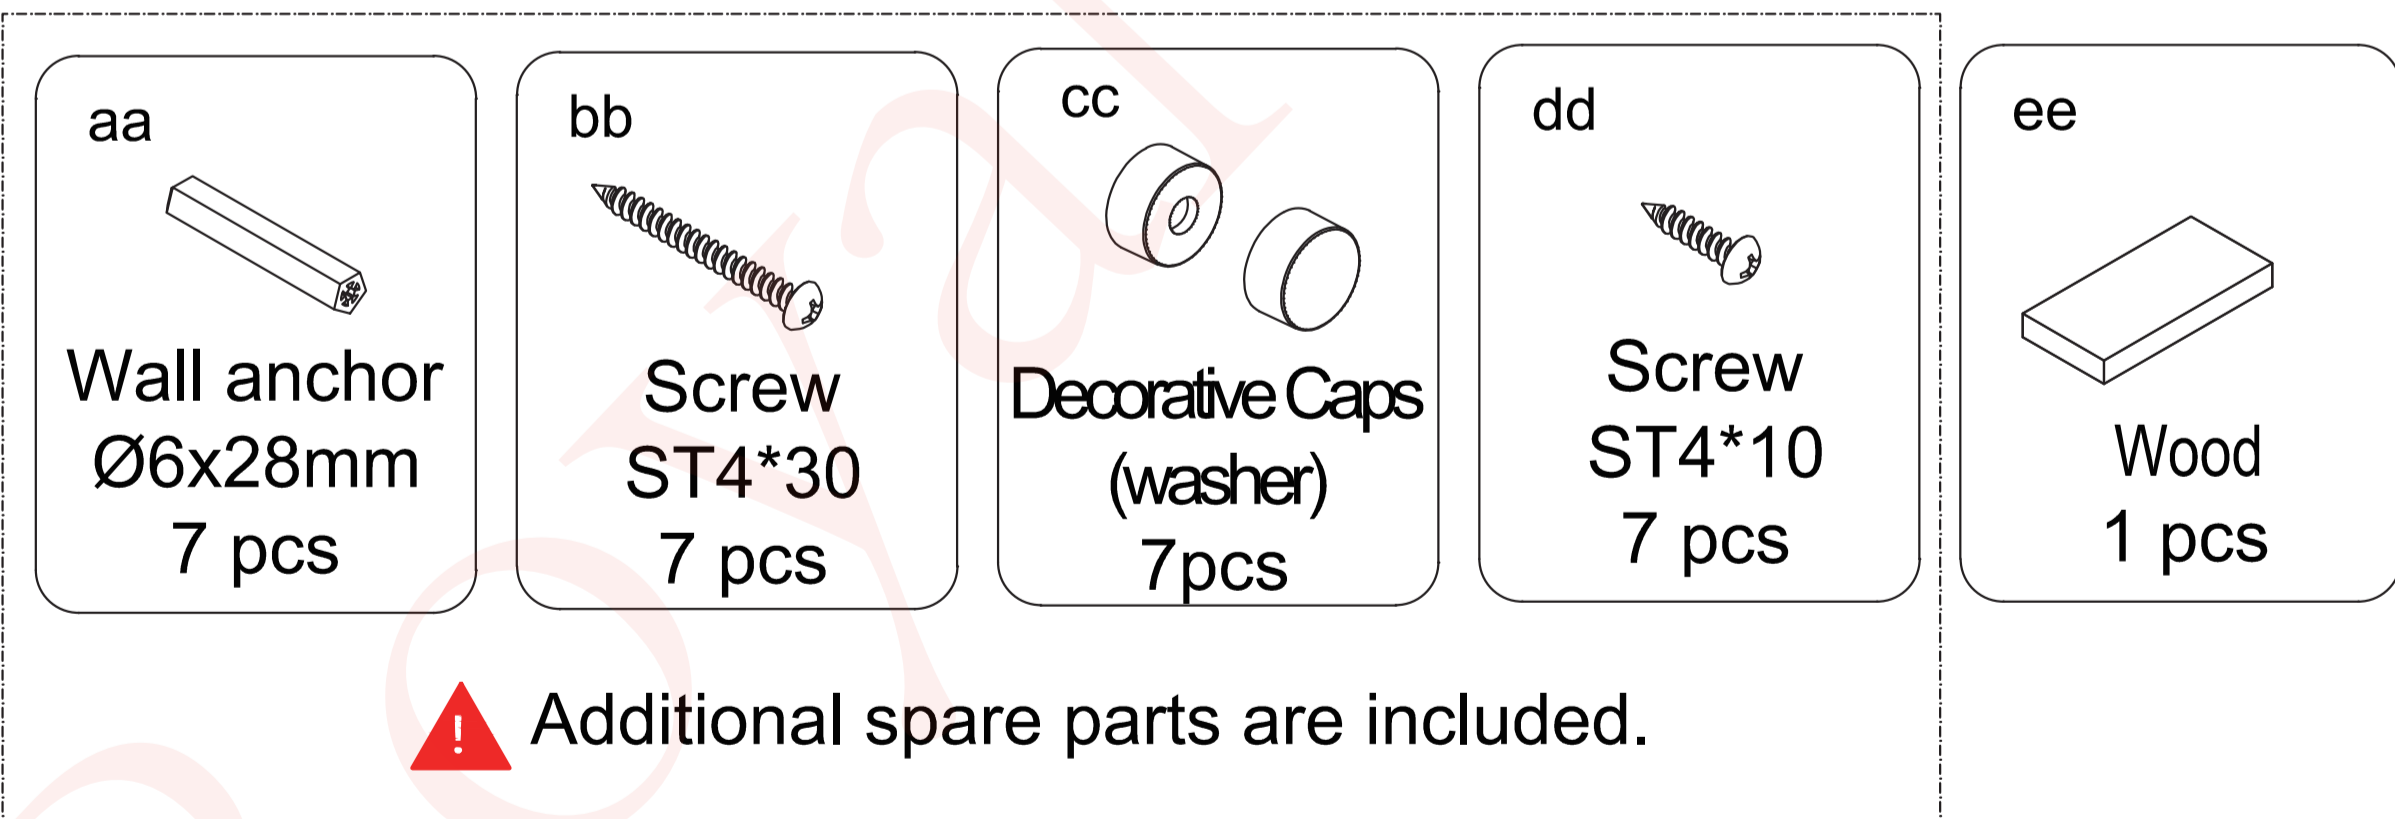 aa
Wall anchor
Ø6x28mm
7 pcs
bb
Screw
ST4*30
7 pcs
cc
Decorative Caps
(washer)
7pcs
dd
Screw
ST4*10
7 pcs
ee
Wood
1 pcs
! Additional spare parts are included.